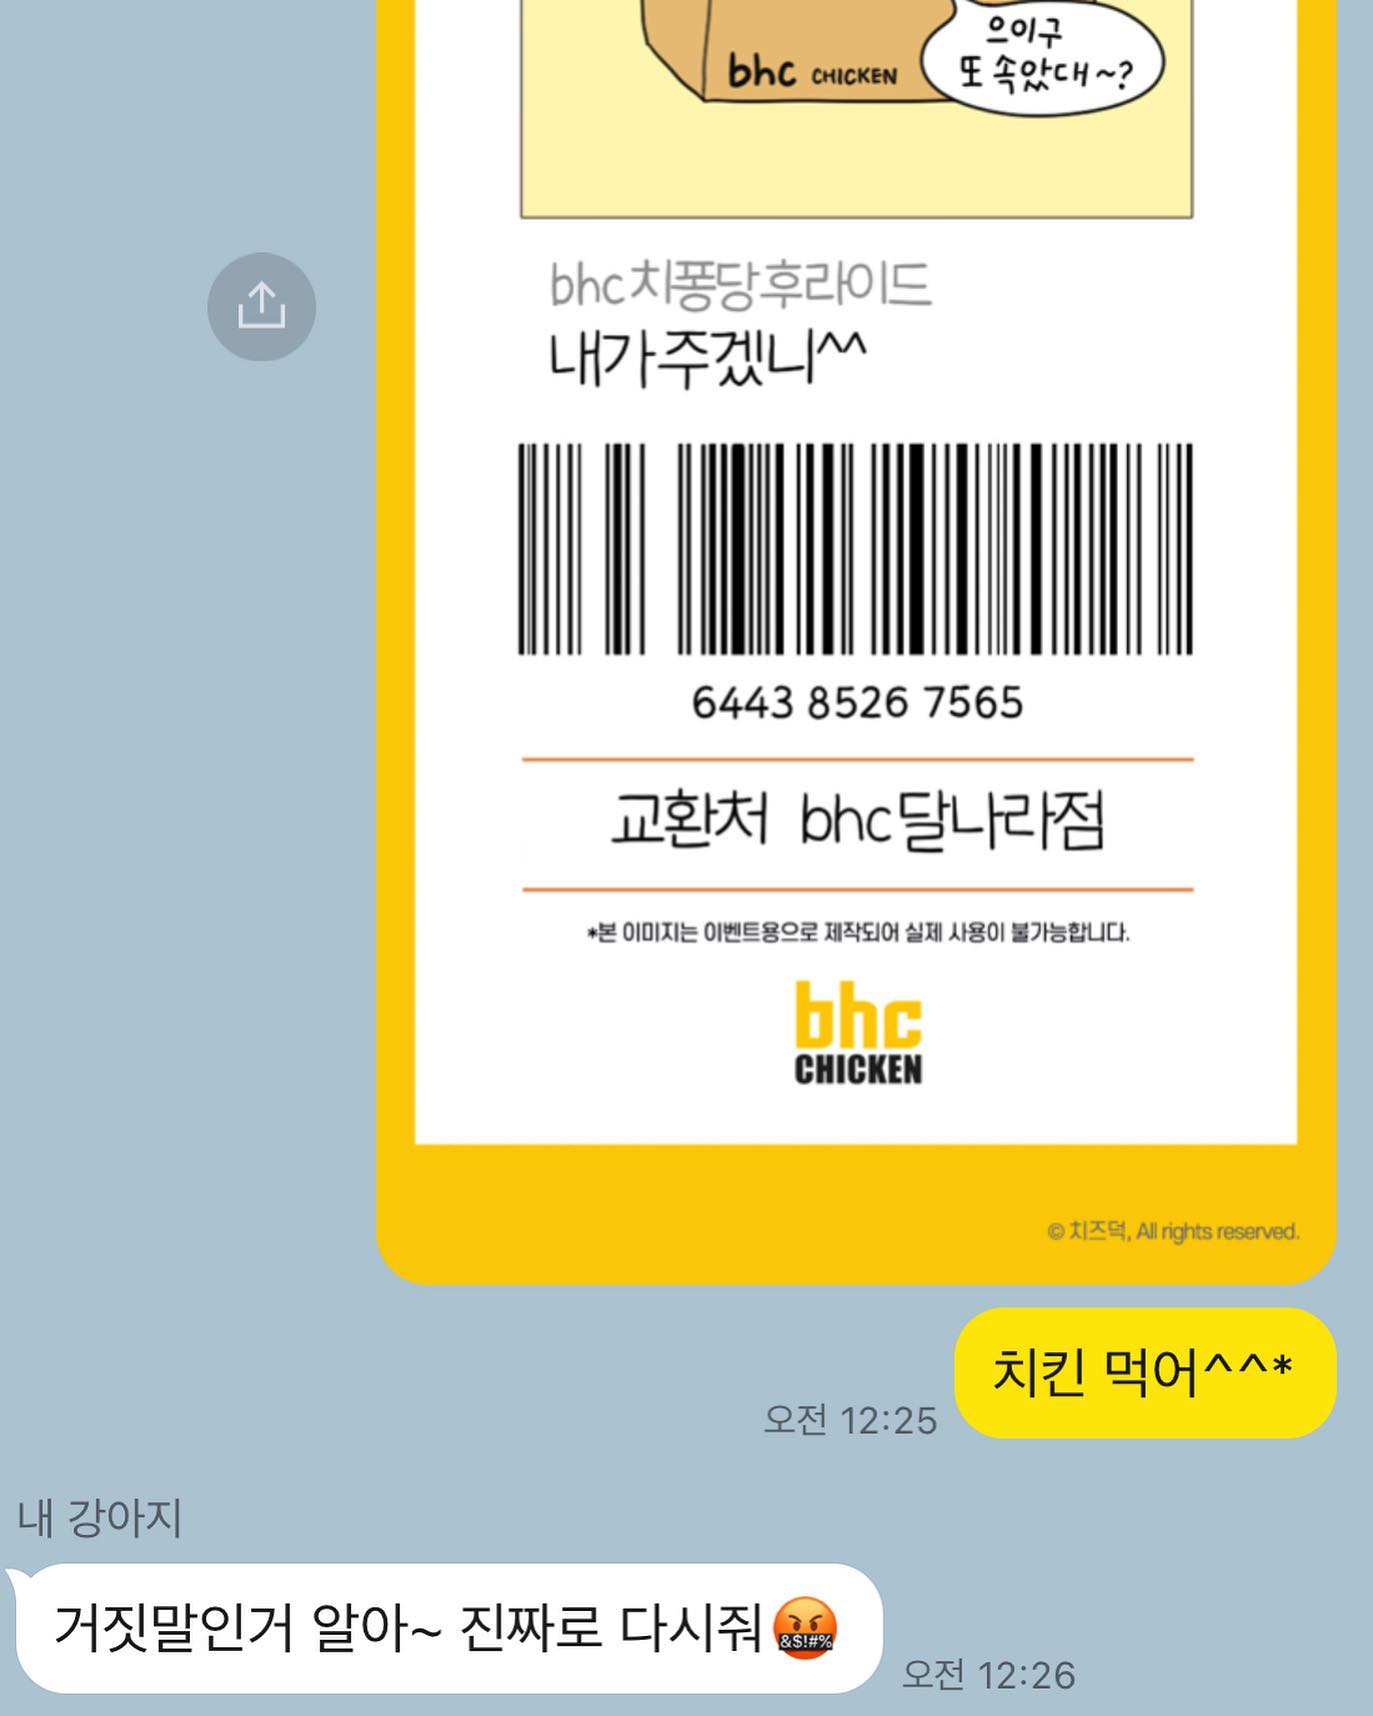 bhc CHICKEN
으이구
또 속았대~?
bhc치퐁당후라이드
내가주겠니^^
6443 8526 7565
교환처 bhc달나라점
*본 이미지는 이벤트용으로 제작되어 실제 사용이 불가능합니다.
bhc
CHICKEN
© 치즈덕, All rights reserved.
치킨 먹어^^*
오전 12:25
내 강아지
거짓말인거 알아~ 진짜로 다시줘🤬
오전 12:26